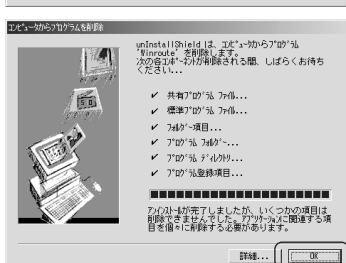 コンピュータからプログラムを削除
unInstallShield は、コンピュータからプログラム
'Winroute' を削除します。
次の各コンポーネントが削除される間、しばらくお待ち
ください...
✔ 共有プログラム ファイル...
✔ 標準プログラム ファイル...
✔ フォルダー項目...
✔ プログラム フォルダー...
✔ プログラム ディレクトリ...
✔ プログラム登録項目...
アンインストールが完了しましたが、いくつかの項目は
削除できませんでした。アプリケーションに関連する項
目を個々に削除する必要があります。
詳細...
OK